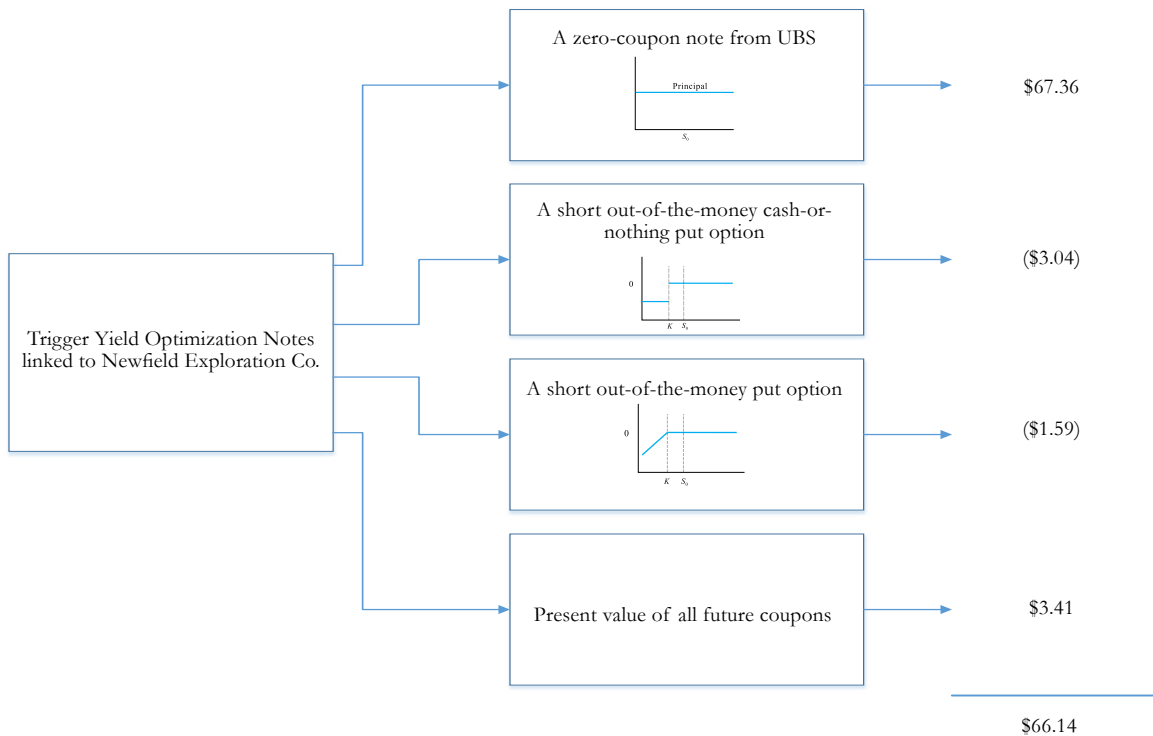 A zero-coupon note from UBS
Principal
S₀
$67.36
A short out-of-the-money cash-or-
nothing put option
0
K
S₀
($3.04)
Trigger Yield Optimization Notes
linked to Newfield Exploration Co.
A short out-of-the-money put option
0
K
S₀
($1.59)
Present value of all future coupons
$3.41
$66.14